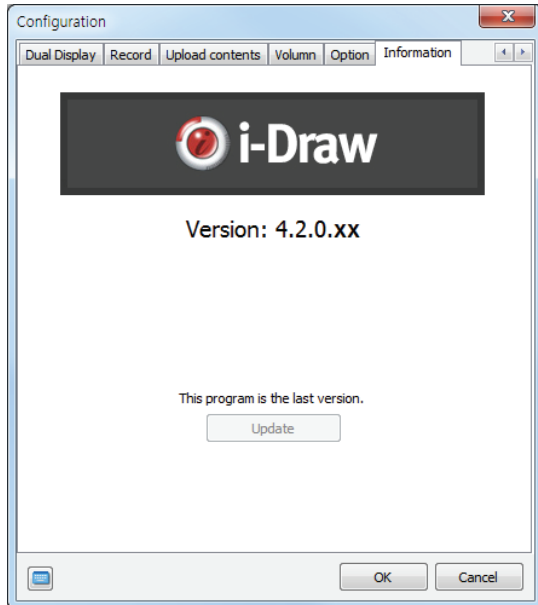 Configuration
Dual Display Record Upload contents Volumn Option Information
i-Draw
Version: 4.2.0.xx
This program is the last version.
Update
OK Cancel